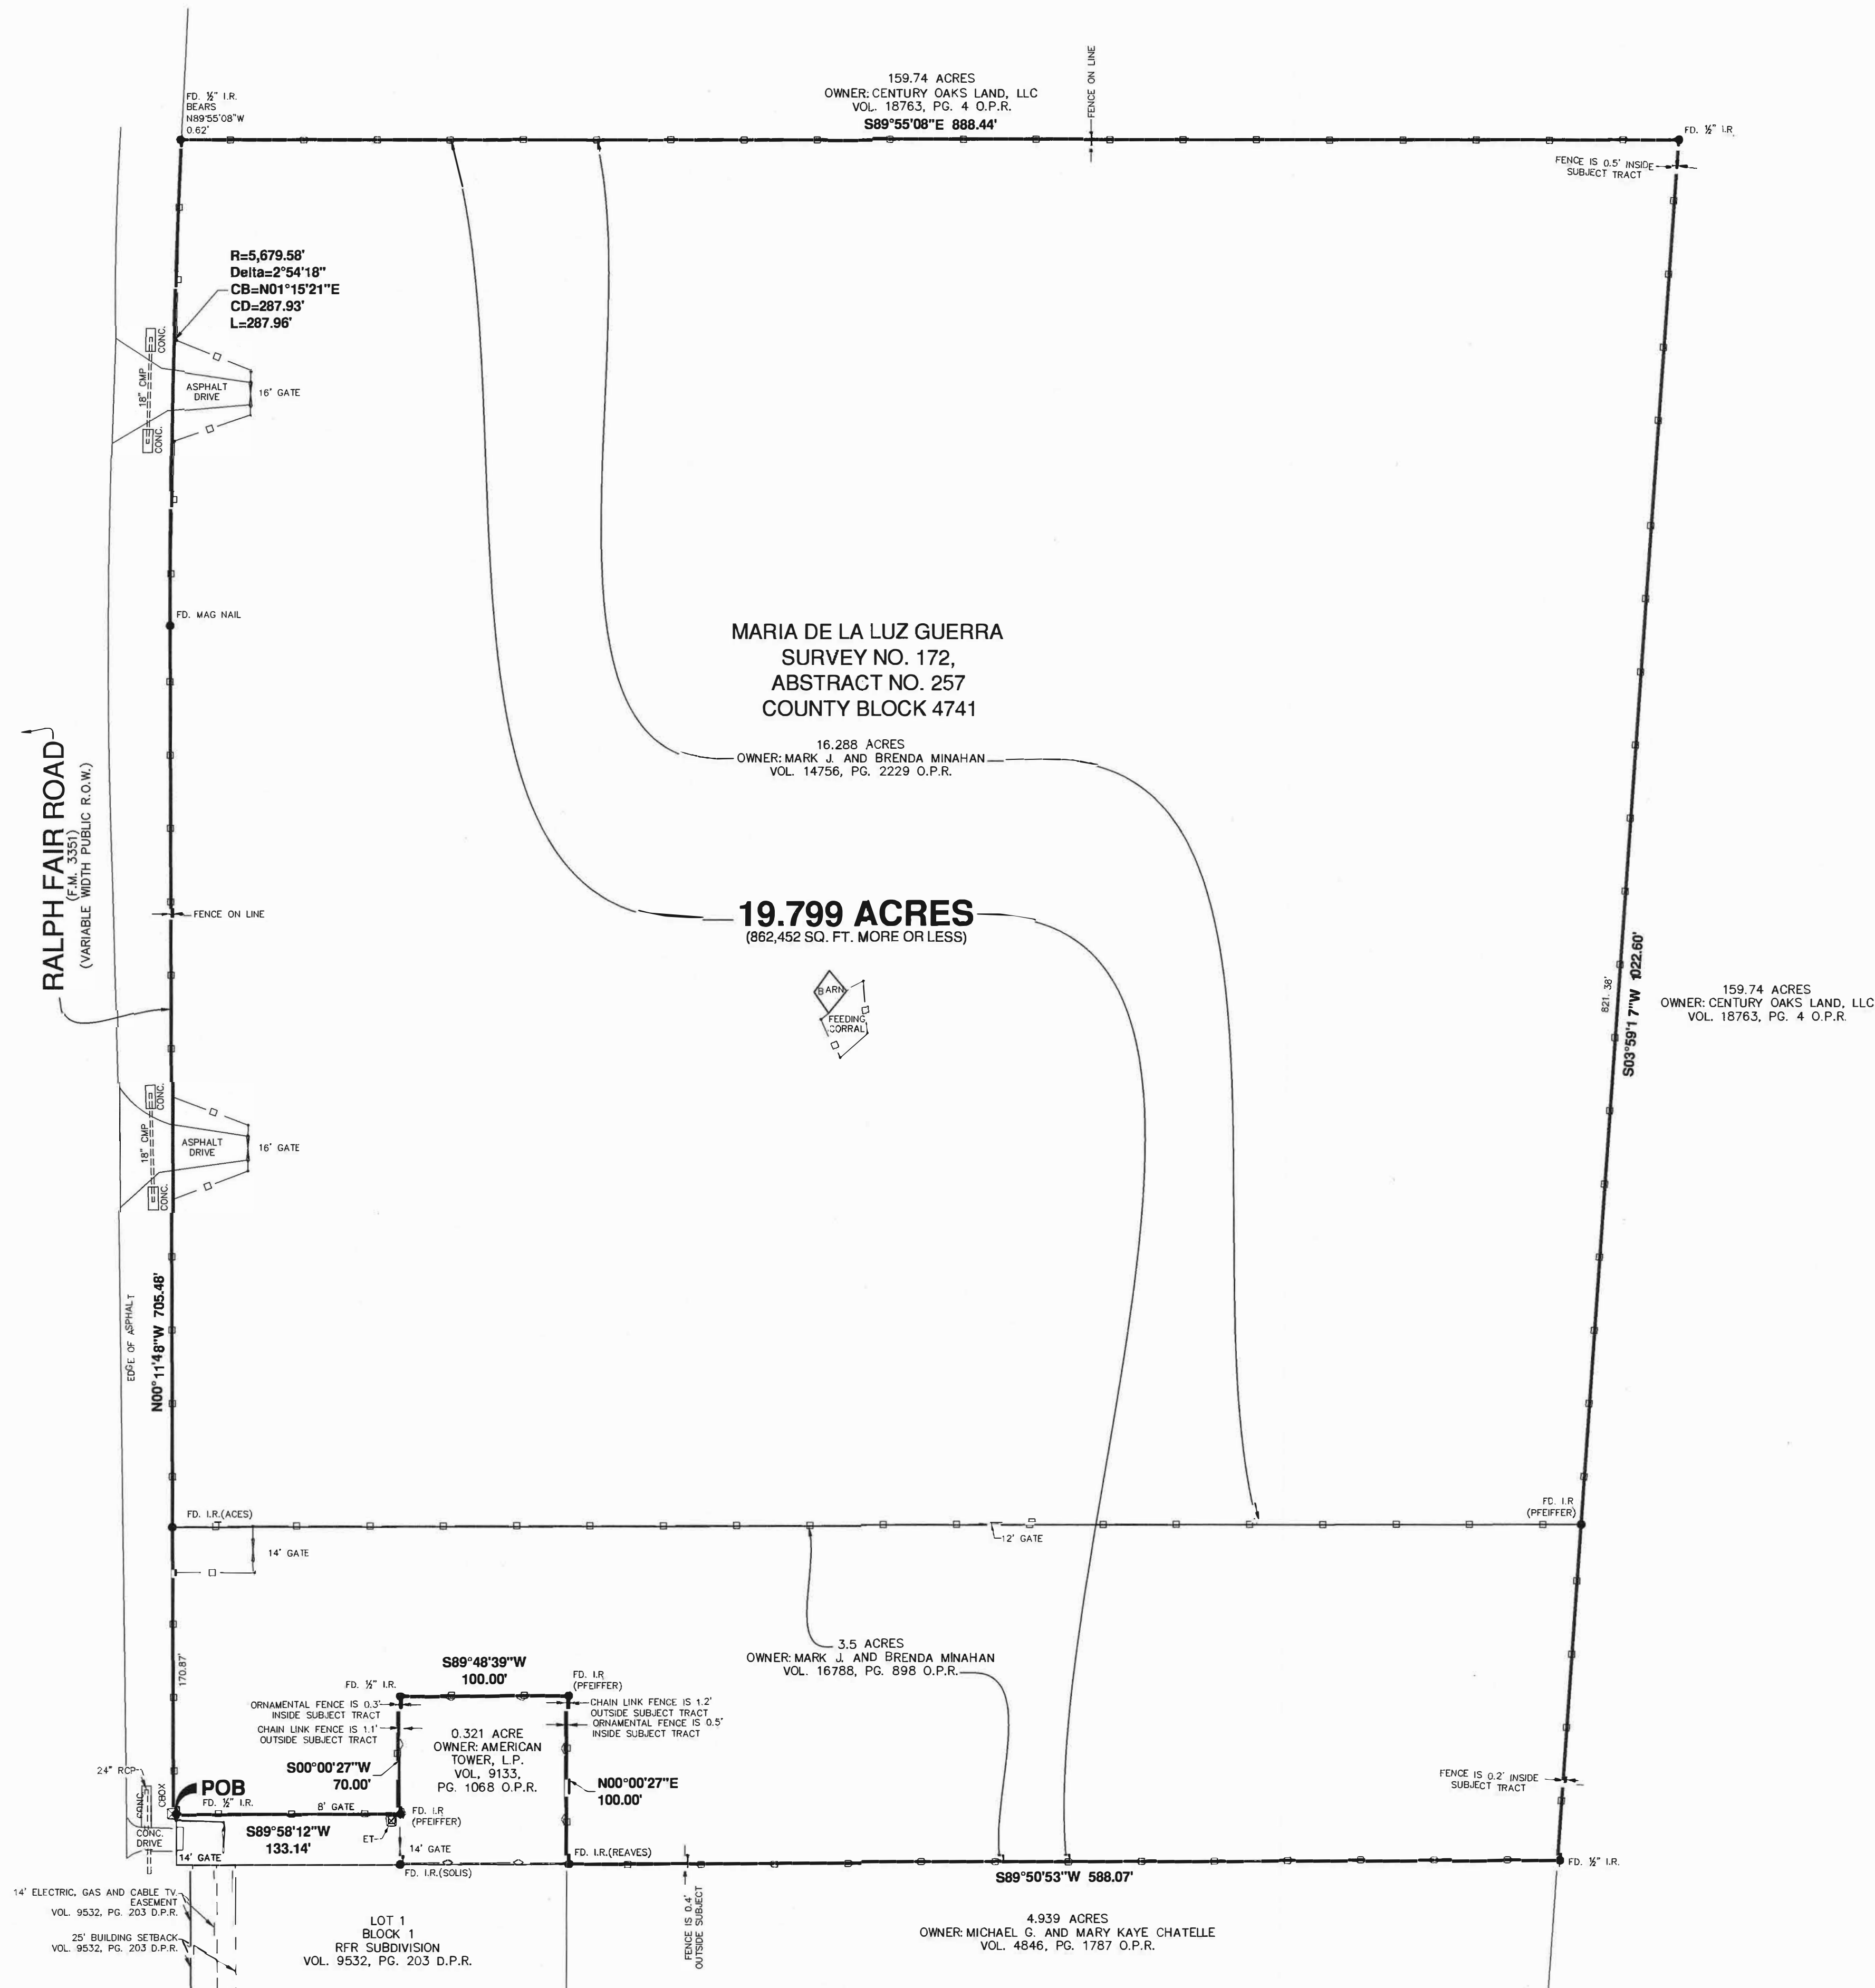 159.74 ACRES
OWNER: CENTURY OAKS LAND, LLC
VOL. 18763, PG. 4 O.P.R.
S89°55'08"E 888.44'
FENCE ON LINE
FD. ½" I.R.
BEARS
N89°55'08"W
0.62'
FD. ½" I.R.
FENCE IS 0.5' INSIDE
SUBJECT TRACT
R=5,679.58'
Delta=2°54'18"
CB=N01°15'21"E
CD=287.93'
L=287.96'
CONC.
18" CMP
CONC.
ASPHALT
DRIVE
16' GATE
FD. MAG NAIL
MARIA DE LA LUZ GUERRA
SURVEY NO. 172,
ABSTRACT NO. 257
COUNTY BLOCK 4741
16.288 ACRES
OWNER: MARK J. AND BRENDA MINAHAN
VOL. 14756, PG. 2229 O.P.R.
RALPH FAIR ROAD
(F.M. 3351)
(VARIABLE WIDTH PUBLIC R.O.W.)
FENCE ON LINE
19.799 ACRES
(862,452 SQ. FT. MORE OR LESS)
BARN
FEEDING
CORRAL
821.38'
S03°59'17"W 1022.60'
159.74 ACRES
OWNER: CENTURY OAKS LAND, LLC
VOL. 18763, PG. 4 O.P.R.
CONC.
18" CMP
CONC.
ASPHALT
DRIVE
16' GATE
EDGE OF ASPHALT
N00°11'48"W 705.48'
FD. I.R.(ACES)
14' GATE
12' GATE
FD. I.R
(PFEIFFER)
3.5 ACRES
OWNER: MARK J. AND BRENDA MINAHAN
VOL. 16788, PG. 898 O.P.R.
170.87'
S89°48'39"W
100.00'
FD. ½" I.R.
FD. I.R
(PFEIFFER)
ORNAMENTAL FENCE IS 0.3'
INSIDE SUBJECT TRACT
CHAIN LINK FENCE IS 1.1'
OUTSIDE SUBJECT TRACT
CHAIN LINK FENCE IS 1.2'
OUTSIDE SUBJECT TRACT
ORNAMENTAL FENCE IS 0.5'
INSIDE SUBJECT TRACT
0.321 ACRE
OWNER: AMERICAN
TOWER, L.P.
VOL. 9133,
PG. 1068 O.P.R.
S00°00'27"W
70.00'
N00°00'27"E
100.00'
24" RCP
CONC.
CBOX
POB
FD. ½" I.R.
8' GATE
FD. I.R
(PFEIFFER)
S89°58'12"W
133.14'
ET
CONC.
DRIVE
14' GATE
14' GATE
FD. I.R.(SOLIS)
FD. I.R.(REAVES)
FENCE IS 0.2' INSIDE
SUBJECT TRACT
FD. ½" I.R.
S89°50'53"W 588.07'
FENCE IS 0.4'
OUTSIDE SUBJECT
14' ELECTRIC, GAS AND CABLE TV.
EASEMENT
VOL. 9532, PG. 203 D.P.R.
25' BUILDING SETBACK
VOL. 9532, PG. 203 D.P.R.
LOT 1
BLOCK 1
RFR SUBDIVISION
VOL. 9532, PG. 203 D.P.R.
4.939 ACRES
OWNER: MICHAEL G. AND MARY KAYE CHATELLE
VOL. 4846, PG. 1787 O.P.R.